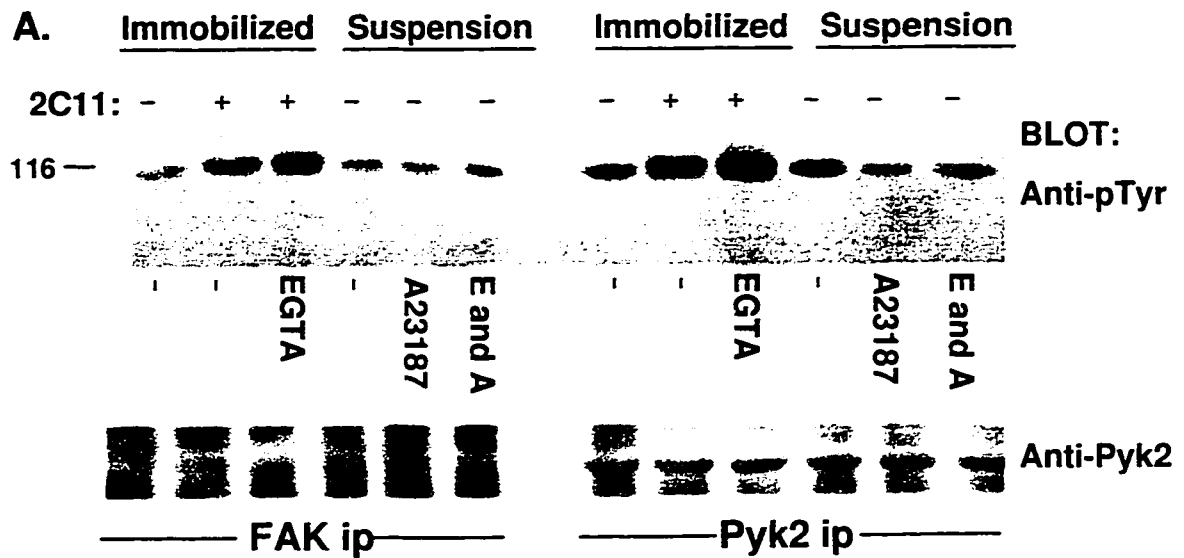 A. Immobilized Suspension Immobilized Suspension
2C11: - + + - - - - + + - - -
116 —
BLOT:
Anti-pTyr
- - EGTA - A23187 E and A - - EGTA - A23187 E and A
Anti-Pyk2
FAK ip Pyk2 ip